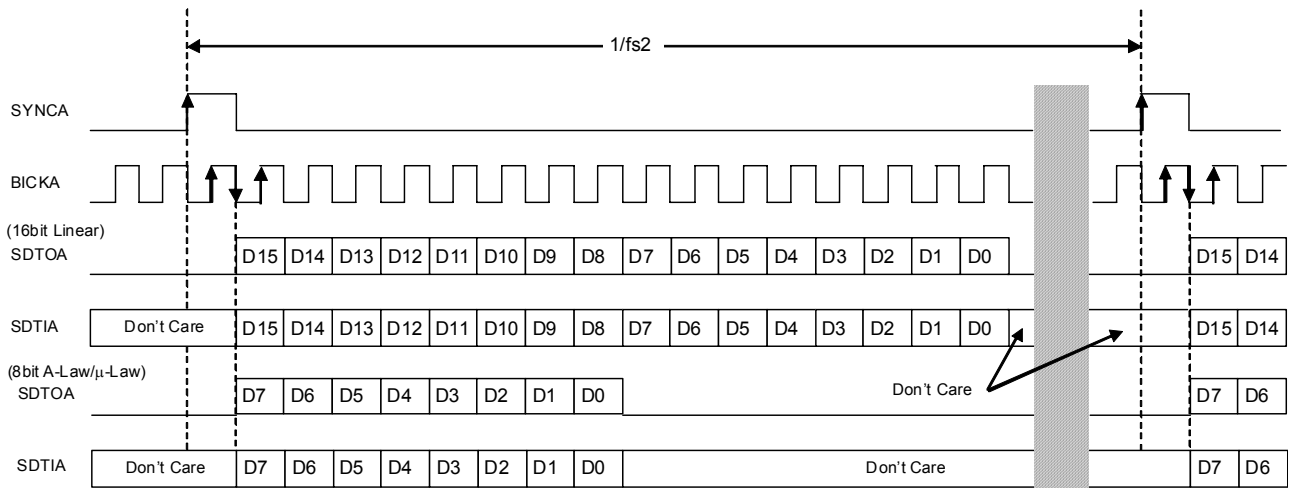 1/fs2
SYNCA
BICKA
(16bit Linear)
SDTOA D15 D14 D13 D12 D11 D10 D9 D8 D7 D6 D5 D4 D3 D2 D1 D0 D15 D14
SDTIA Don't Care D15 D14 D13 D12 D11 D10 D9 D8 D7 D6 D5 D4 D3 D2 D1 D0 D15 D14
(8bit A-Law/μ-Law)
SDTOA D7 D6 D5 D4 D3 D2 D1 D0 Don't Care D7 D6
SDTIA Don't Care D7 D6 D5 D4 D3 D2 D1 D0 Don't Care D7 D6